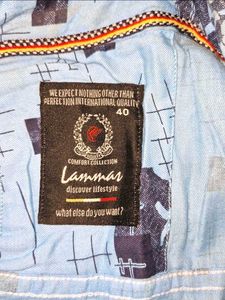 WE EXPECT NOTHING OTHER THAN
PERFECTION INTERNATIONAL QUALITY
40
COMFORT COLLECTION
Lammar
discover lifestyle
what else do you want?